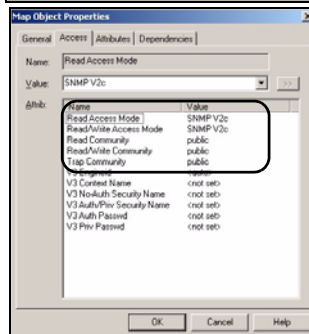 Map Object Properties
General Access Attributes Dependencies
Name: Read Access Mode
Value: SNMP V2c >>
Attrib: Name Value
Read Access Mode SNMP V2c
Read/Write Access Mode SNMP V2c
Read Community public
Read/Write Community public
Trap Community public
V3 Context Name <not set>
V3 No-Auth Security Name <not set>
V3 Auth/Priv Security Name <not set>
V3 Auth Passwd <not set>
V3 Priv Passwd <not set>
OK Cancel Help